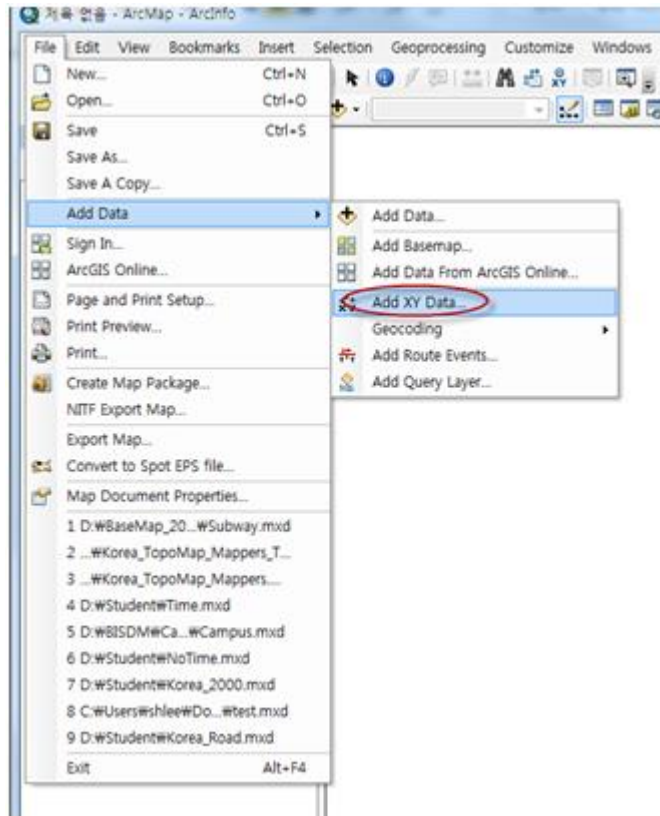 제목 없음 - ArcMap - ArcInfo
File Edit View Bookmarks Insert Selection Geoprocessing Customize Windows
New... Ctrl+N
Open... Ctrl+O
Save Ctrl+S
Save As...
Save A Copy...
Add Data
Sign In...
ArcGIS Online...
Page and Print Setup...
Print Preview...
Print...
Create Map Package...
NITF Export Map...
Export Map...
Convert to Spot EPS file...
Map Document Properties...
1 D:₩BaseMap_20...₩Subway.mxd
2 ...₩Korea_TopoMap_Mappers_T...
3 ...₩Korea_TopoMap_Mappers....
4 D:₩Student₩Time.mxd
5 D:₩BISDM₩Ca...₩Campus.mxd
6 D:₩Student₩NoTime.mxd
7 D:₩Student₩Korea_2000.mxd
8 C:₩Users₩shlee₩Do...₩test.mxd
9 D:₩Student₩Korea_Road.mxd
Exit Alt+F4
Add Data...
Add Basemap...
Add Data From ArcGIS Online...
Add XY Data...
Geocoding
Add Route Events...
Add Query Layer...